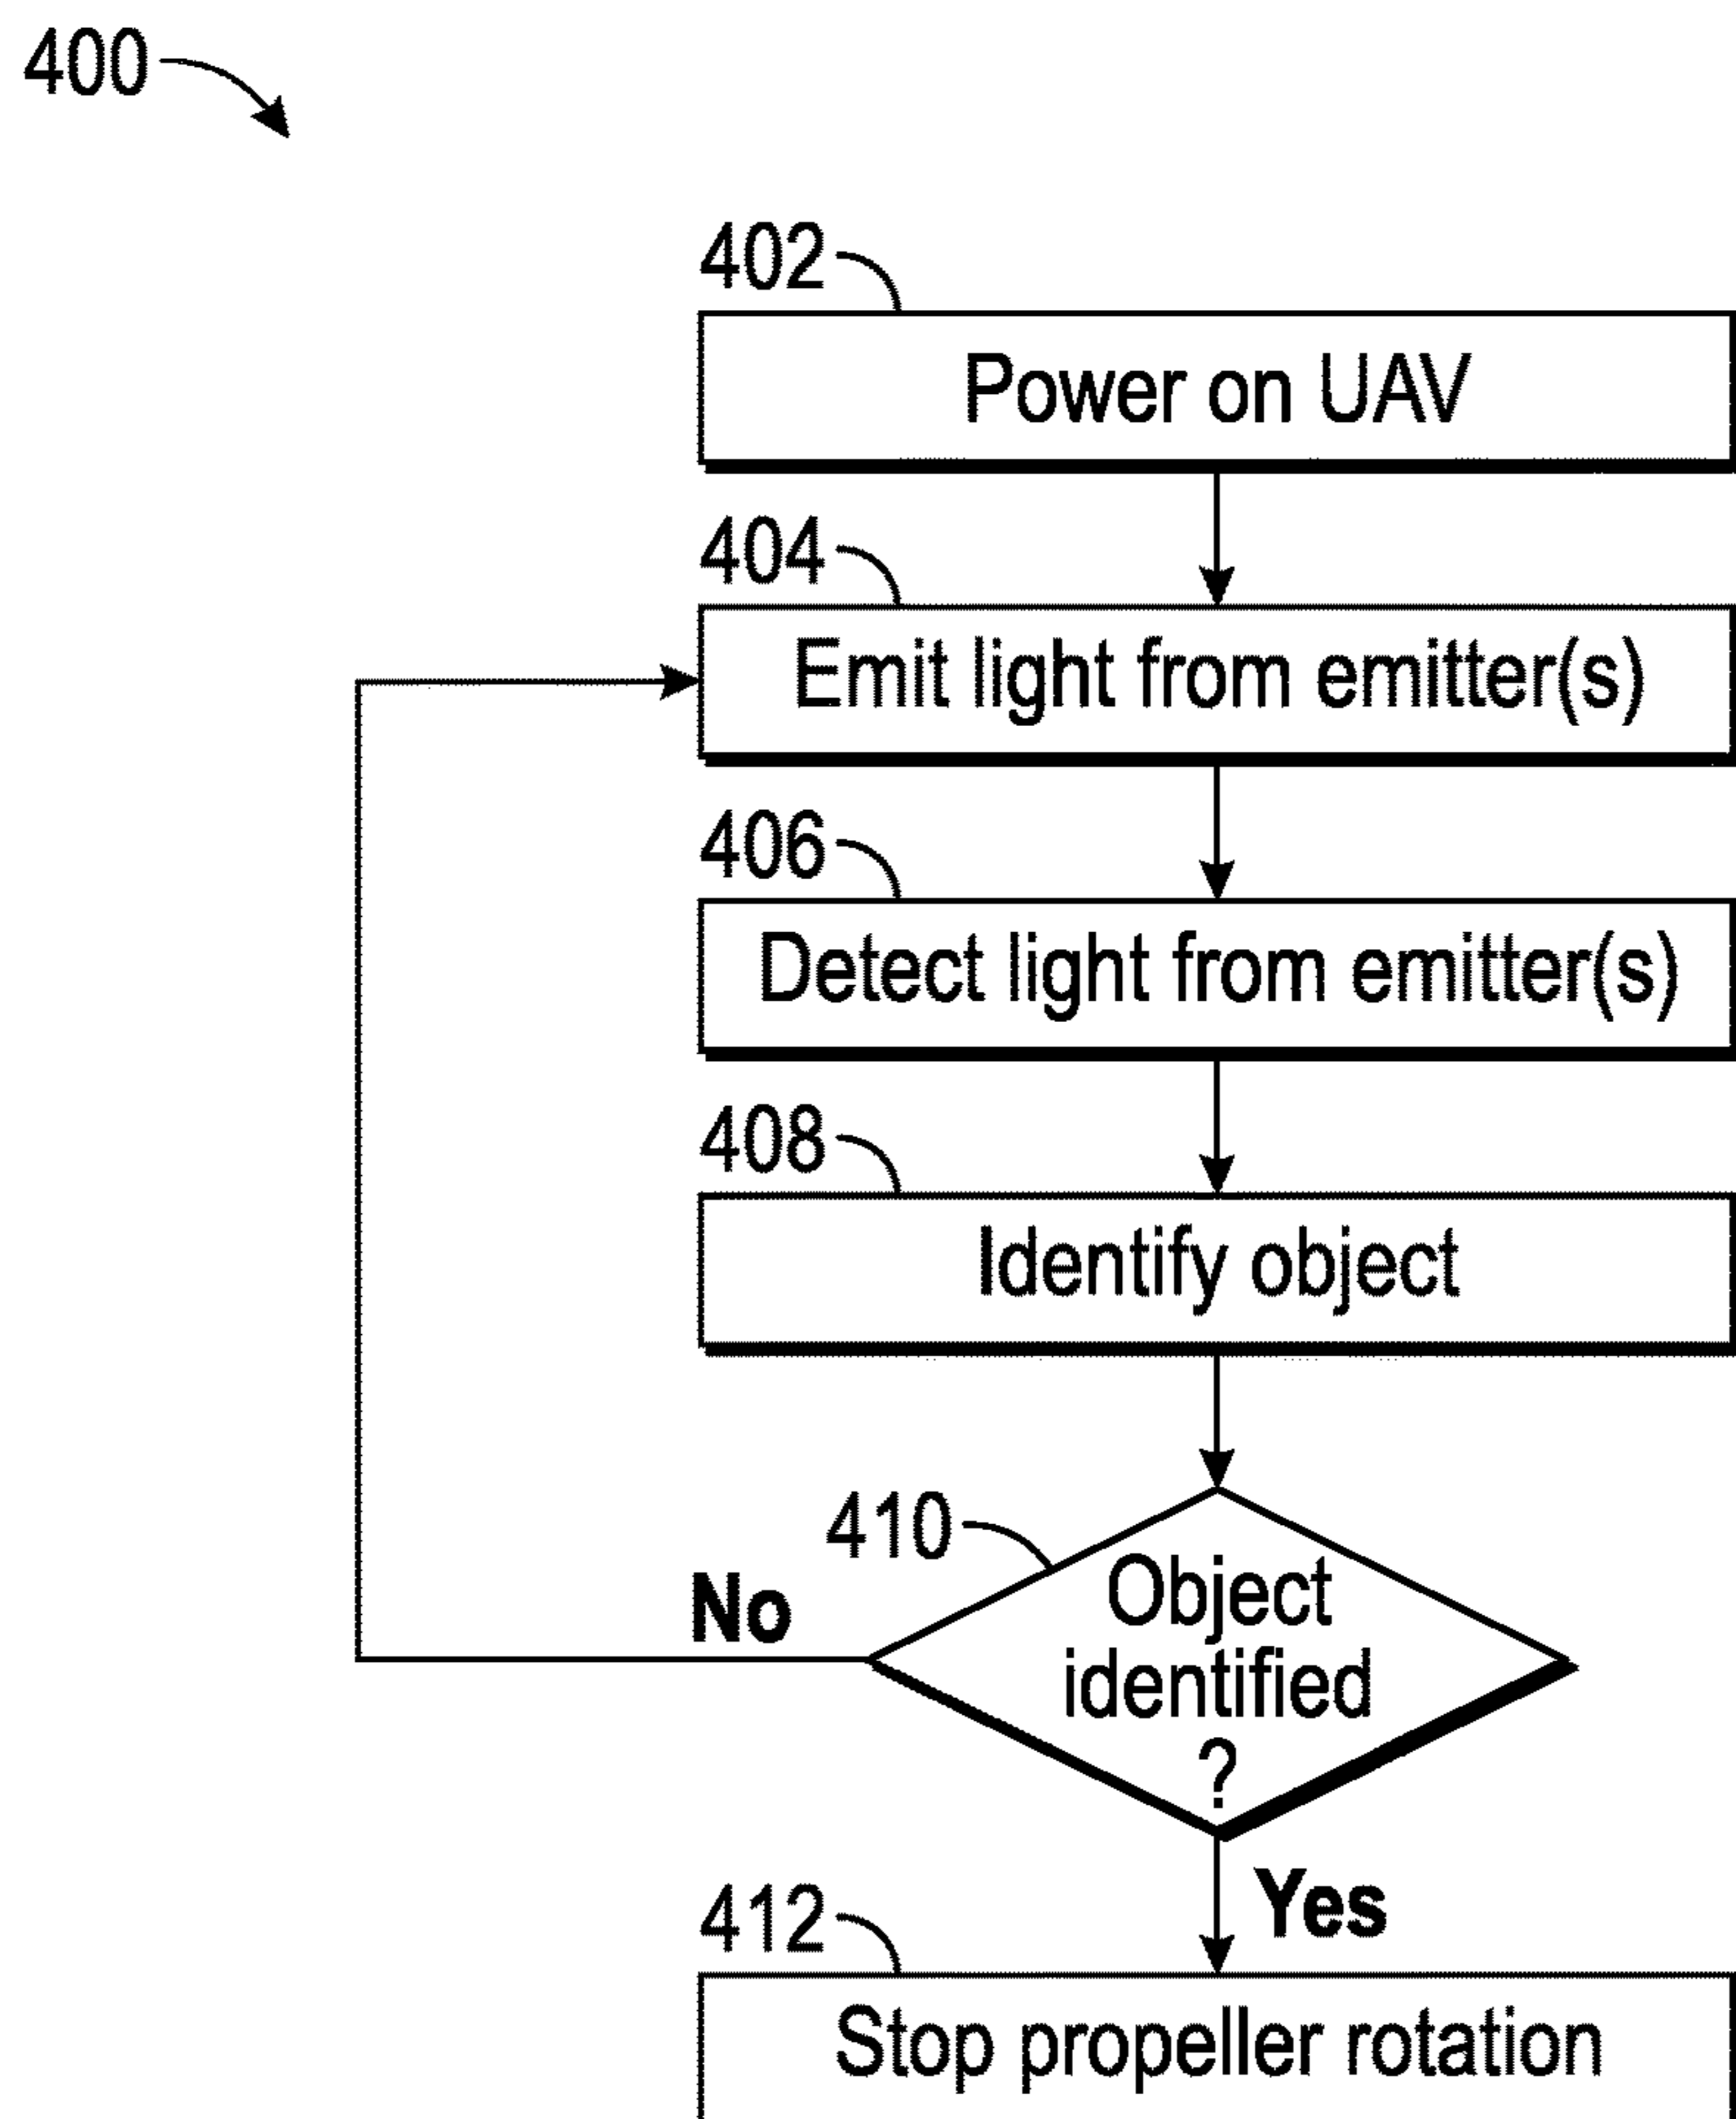 400
402
Power on UAV
404
Emit light from emitter(s)
406
Detect light from emitter(s)
408
Identify object
410
Object
identified
?
No
Yes
412
Stop propeller rotation